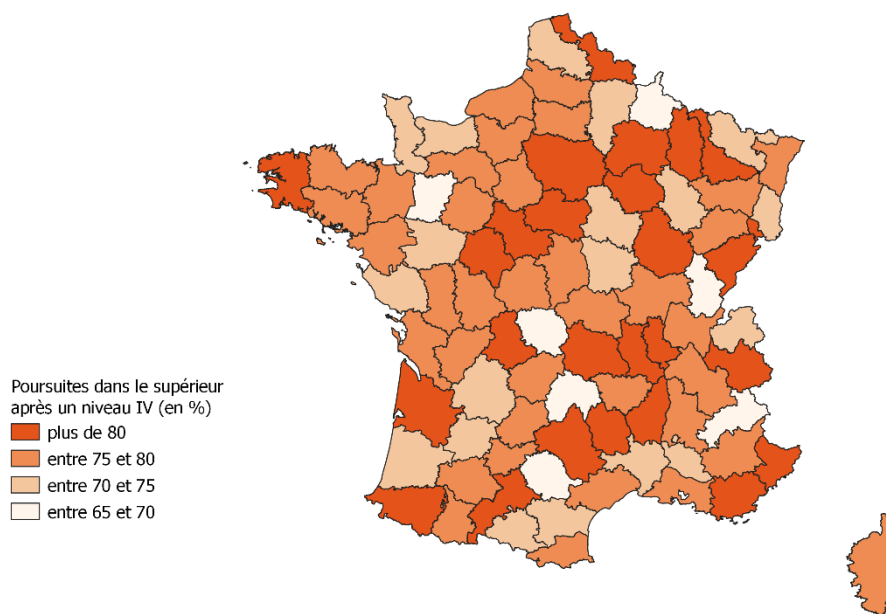 Poursuites dans le supérieur
après un niveau IV (en %)
plus de 80
entre 75 et 80
entre 70 et 75
entre 65 et 70